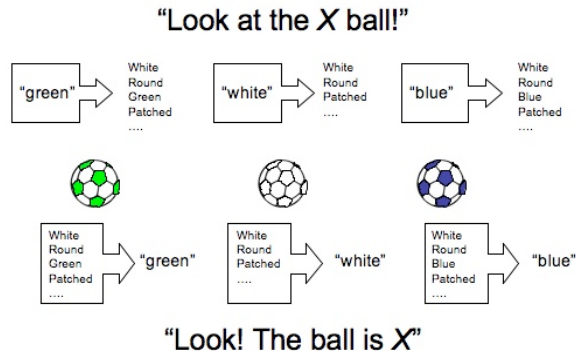 “Look at the X ball!”
“green”
White
Round
Green
Patched
....
“white”
White
Round
Patched
....
“blue”
White
Round
Blue
Patched
....
White
Round
Green
Patched
....
“green”
White
Round
Patched
....
“white”
White
Round
Blue
Patched
....
“blue”
“Look! The ball is X”